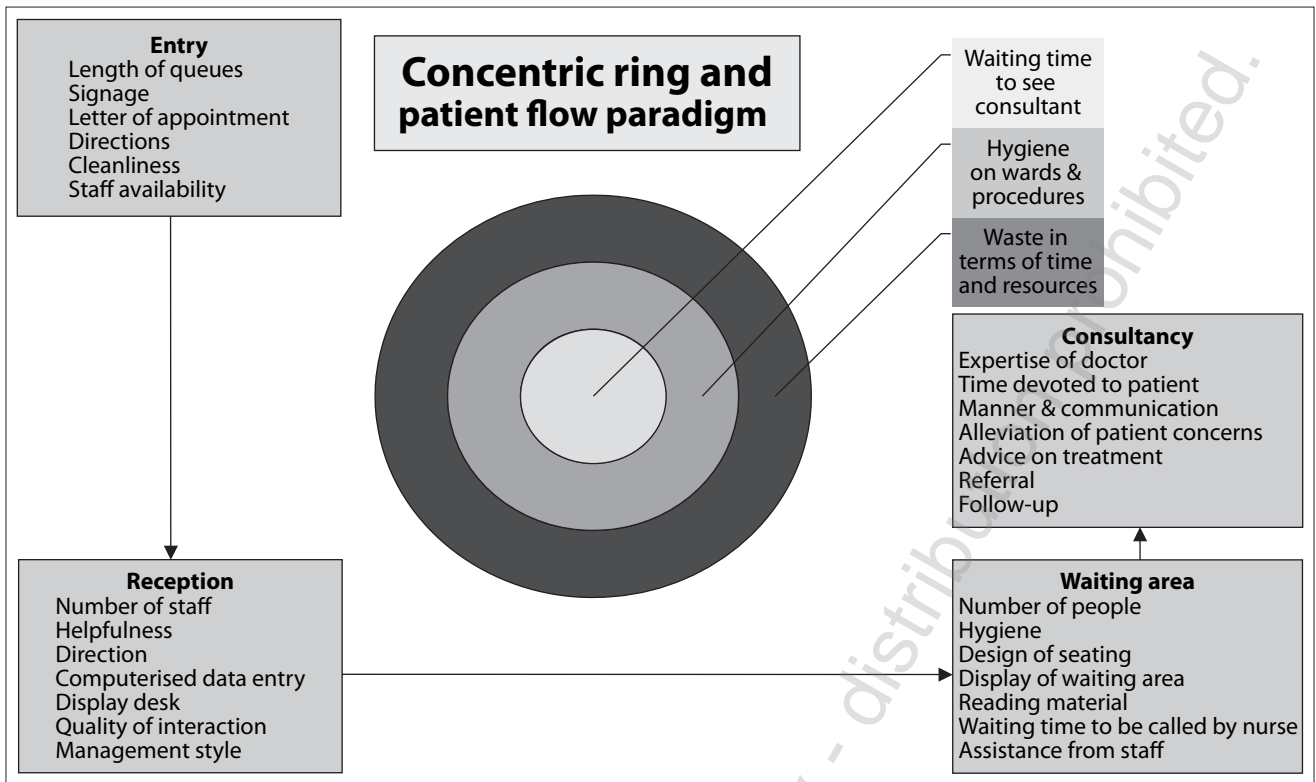 Entry
Length of queues
Signage
Letter of appointment
Directions
Cleanliness
Staff availability
Concentric ring and
patient flow paradigm
Waiting time
to see
consultant
Hygiene
on wards &
procedures
Waste in
terms of time
and resources
Consultancy
Expertise of doctor
Time devoted to patient
Manner & communication
Alleviation of patient concerns
Advice on treatment
Referral
Follow-up
Reception
Number of staff
Helpfulness
Direction
Computerised data entry
Display desk
Quality of interaction
Management style
Waiting area
Number of people
Hygiene
Design of seating
Display of waiting area
Reading material
Waiting time to be called by nurse
Assistance from staff
- distribution prohibited.